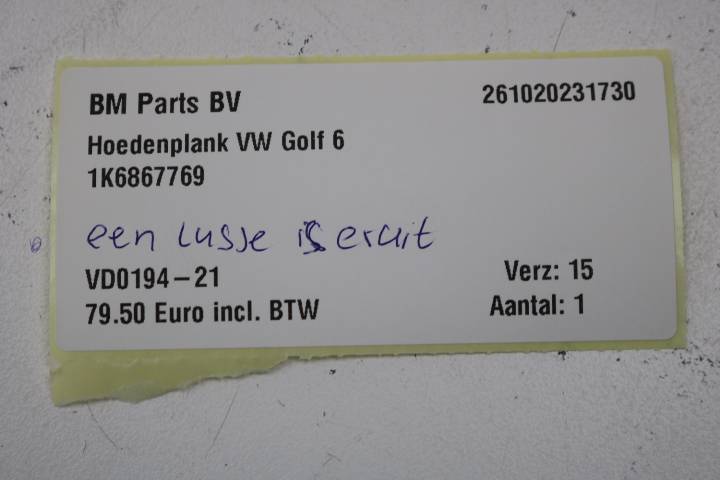 BM Parts BV 261020231730
Hoedenplank VW Golf 6
1K6867769
een lusje is eruit
VD0194-21 Verz: 15
79.50 Euro incl. BTW Aantal: 1